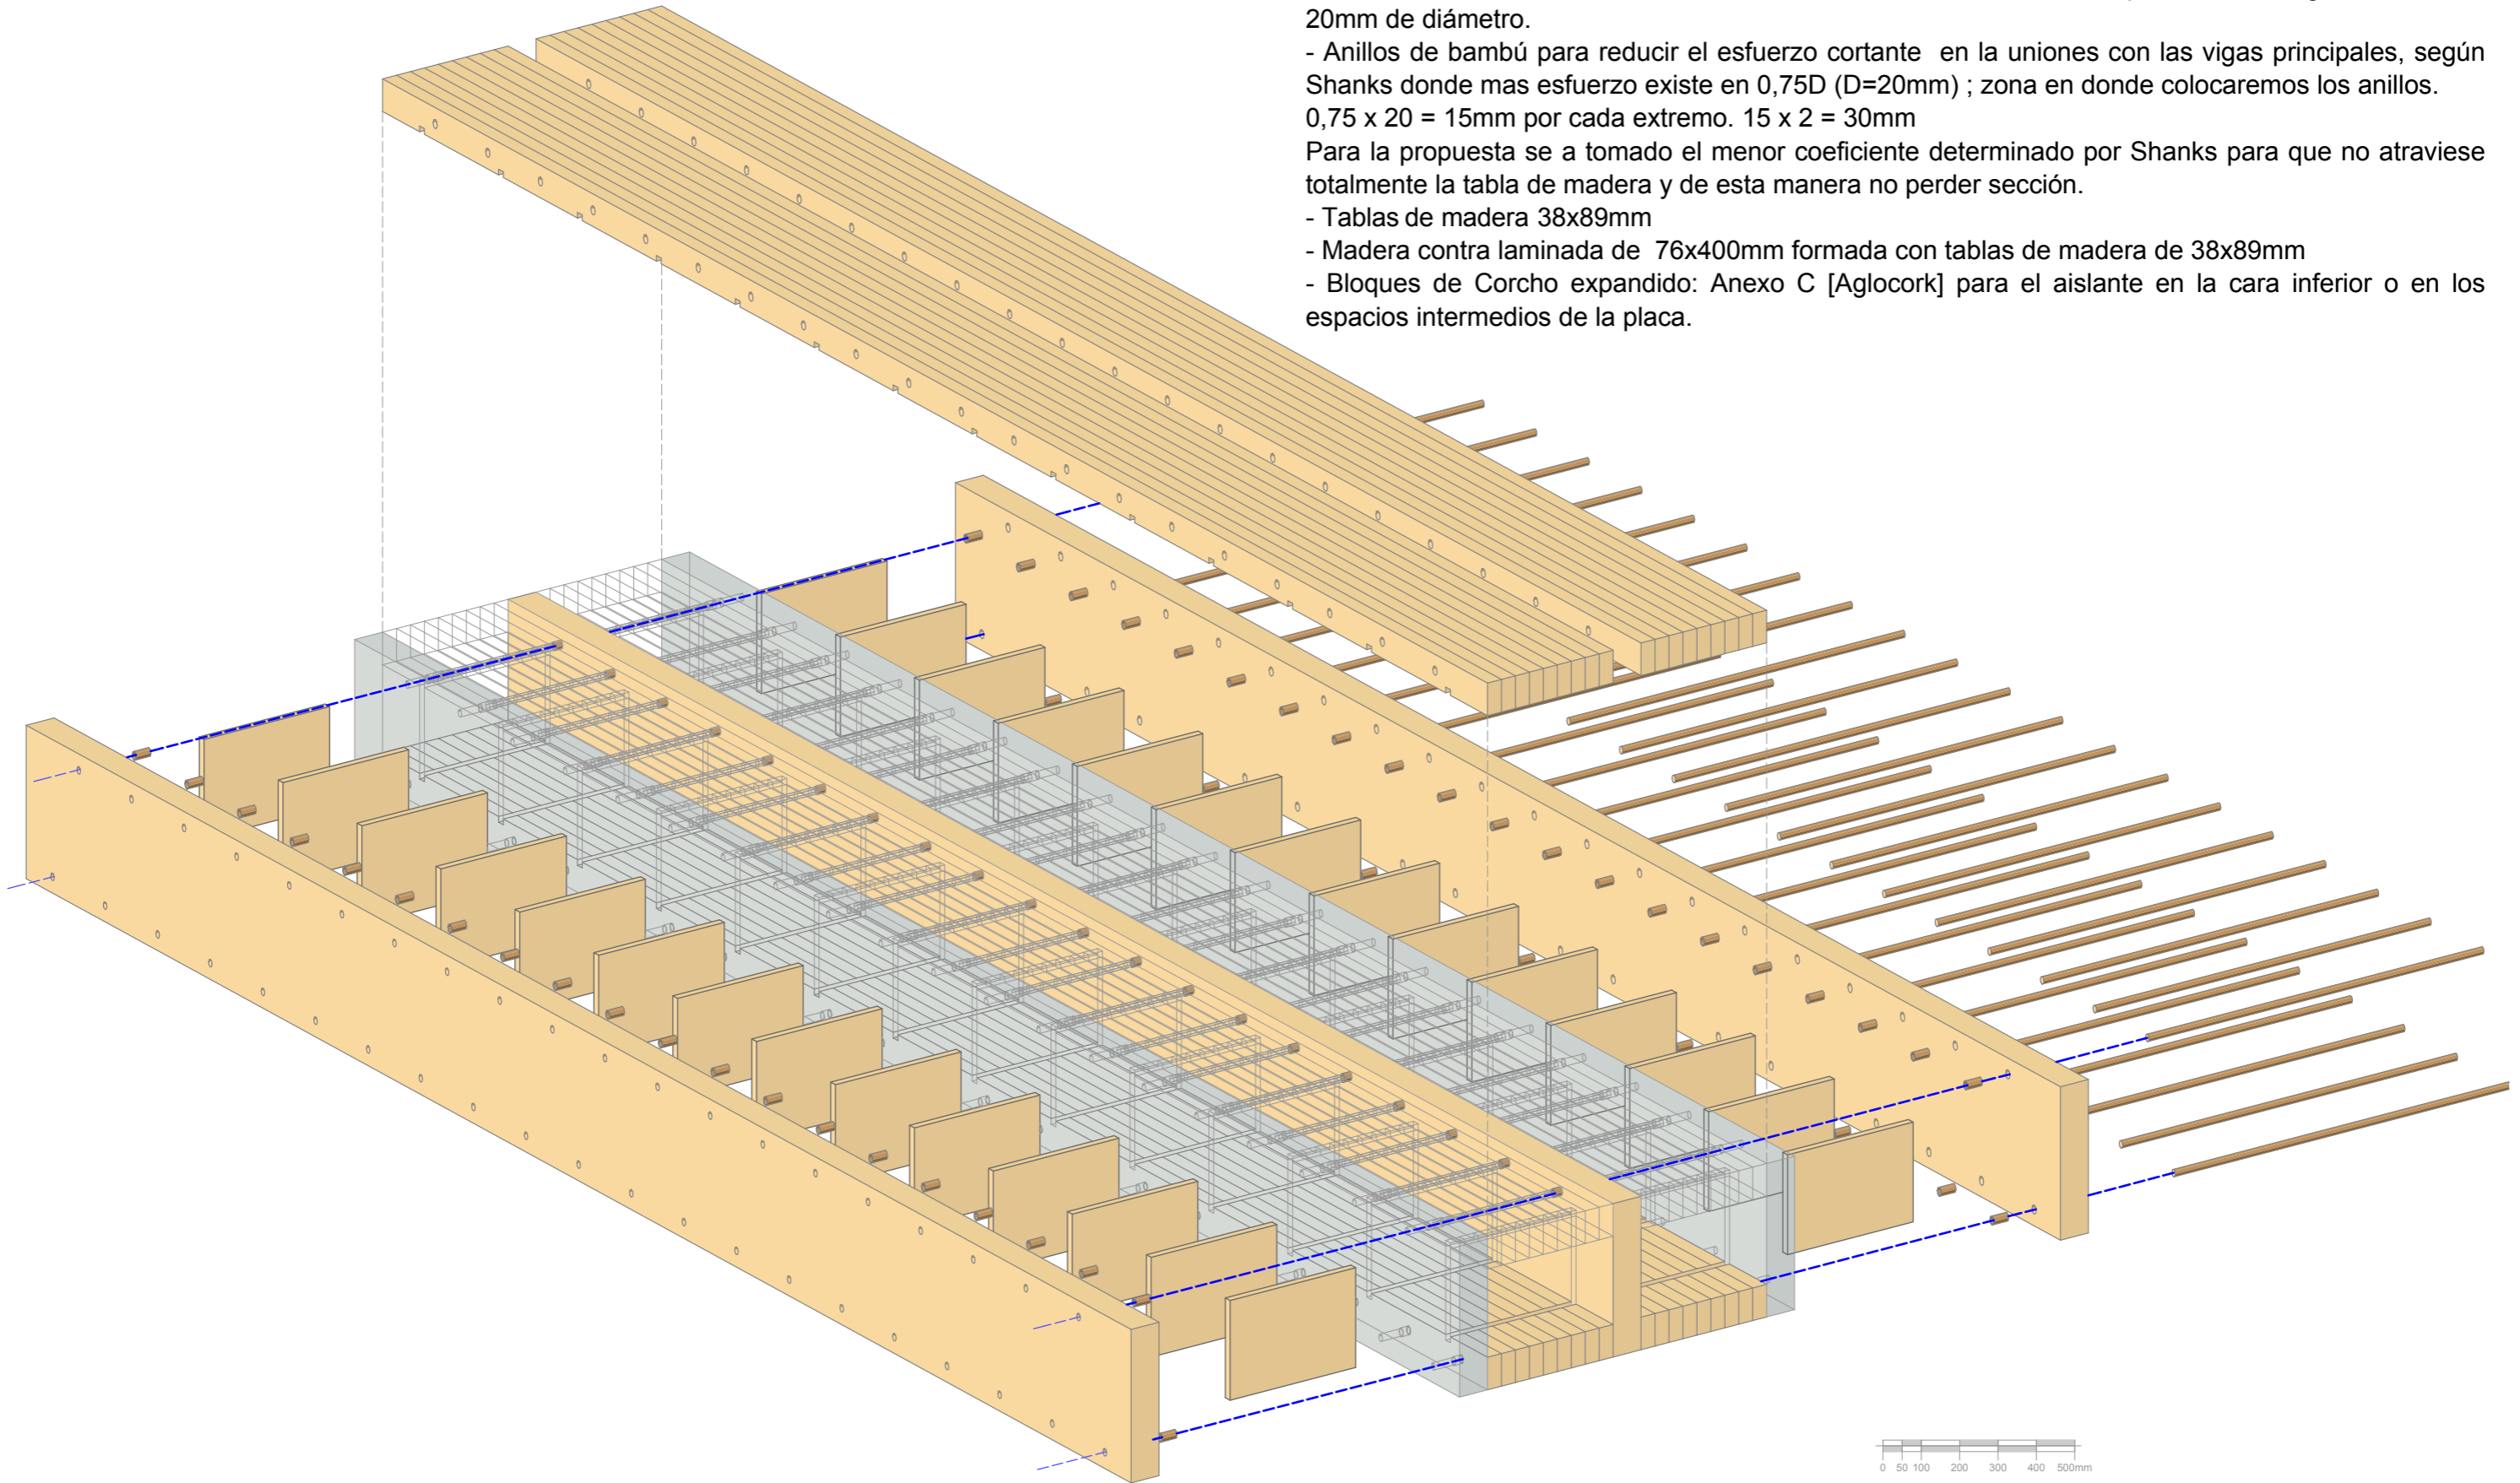 20mm de diámetro.
- Anillos de bambú para reducir el esfuerzo cortante en la uniones con las vigas principales, según
Shanks donde mas esfuerzo existe en 0,75D (D=20mm) ; zona en donde colocaremos los anillos.
0,75 x 20 = 15mm por cada extremo. 15 x 2 = 30mm
Para la propuesta se a tomado el menor coeficiente determinado por Shanks para que no atraviese
totalmente la tabla de madera y de esta manera no perder sección.
- Tablas de madera 38x89mm
- Madera contra laminada de 76x400mm formada con tablas de madera de 38x89mm
- Bloques de Corcho expandido: Anexo C [Aglocork] para el aislante en la cara inferior o en los
espacios intermedios de la placa.
0 50 100 200 300 400 500mm